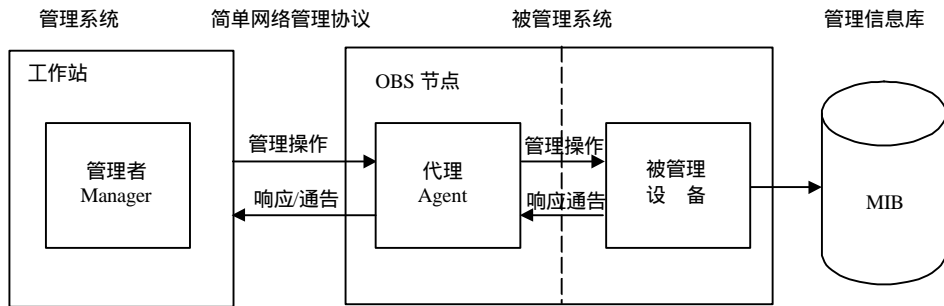 管理系统
简单网络管理协议
被管理系统
管理信息库
工作站
OBS 节点
管理者
Manager
管理操作
响应/通告
代理
Agent
管理操作
响应通告
被管理
设 备
MIB